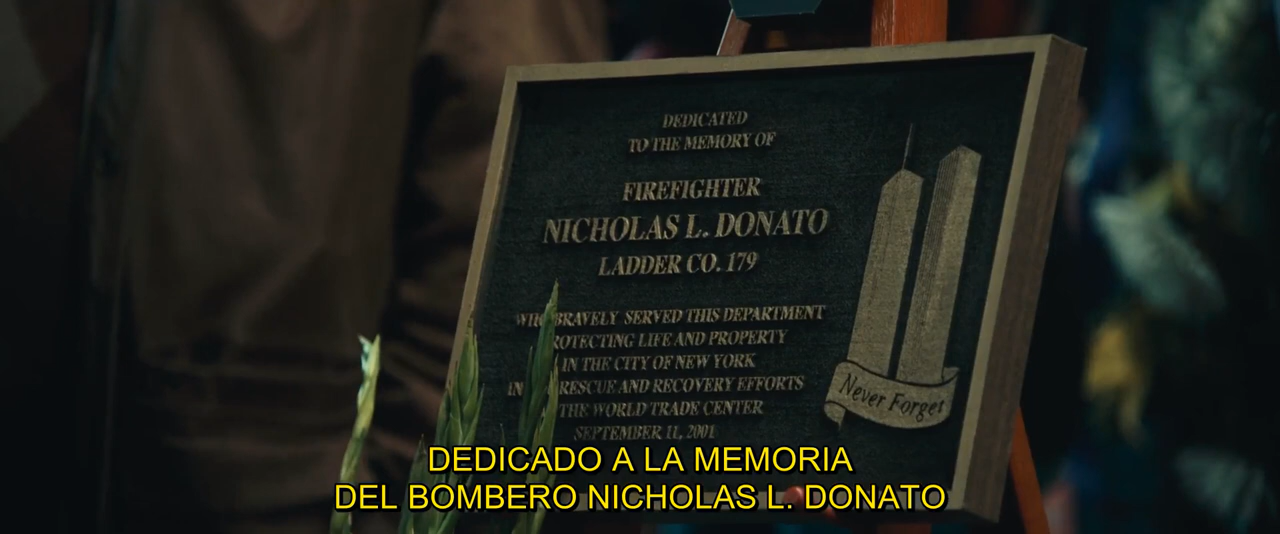 DEDICATED
TO THE MEMORY OF
FIREFIGHTER
NICHOLAS L. DONATO
LADDER CO. 179
WHO BRAVELY SERVED THIS DEPARTMENT
ROTECTING LIFE AND PROPERTY
IN THE CITY OF NEW YORK
IN RESCUE AND RECOVERY EFFORTS
THE WORLD TRADE CENTER
SEPTEMBER 11, 2001
Never Forget
DEDICADO A LA MEMORIA
DEL BOMBERO NICHOLAS L. DONATO